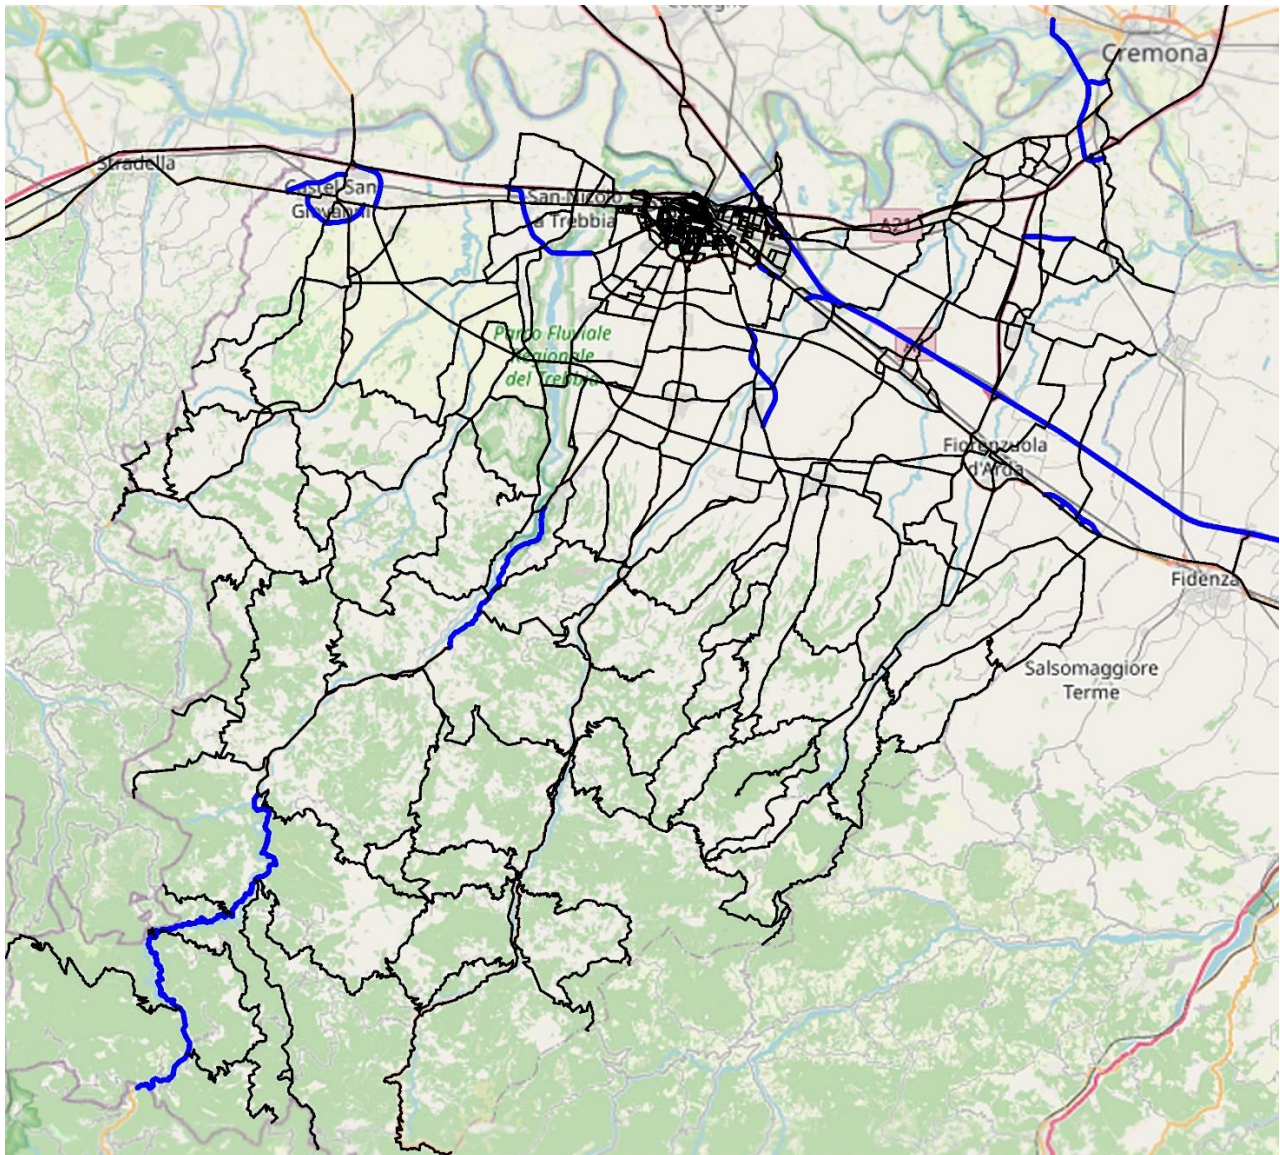 Cremona
Stradella
Castel San
Giovanni
San Nicolò
a Trebbia
A21
Parco Fluviale
Regionale
del Trebbia
Fiorenzuola
d'Arda
Fidenza
Salsomaggiore
Terme